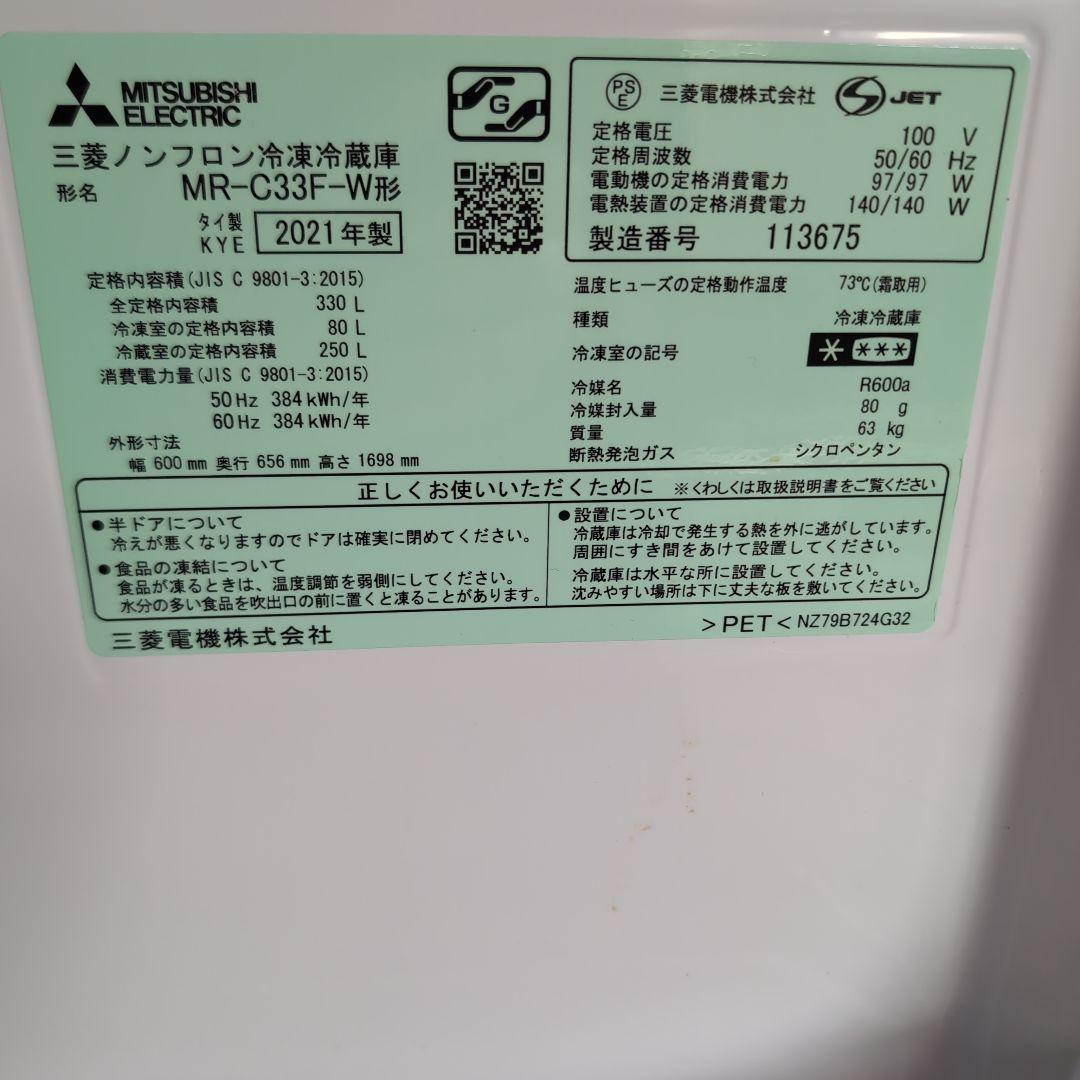 MITSUBISHI
ELECTRIC
三菱ノンフロン冷凍冷蔵庫
形名 MR-C33F-W形
タイ製
KYE 2021年製
G
定格内容積(JIS C 9801-3:2015)
全定格内容積 330 L
冷凍室の定格内容積 80 L
冷蔵室の定格内容積 250 L
消費電力量(JIS C 9801-3:2015)
50Hz 384kWh/年
60Hz 384kWh/年
外形寸法
幅 600mm 奥行 656mm 高さ 1698mm
PS
E 三菱電機株式会社 S JET
定格電圧 100 V
定格周波数 50/60 Hz
電動機の定格消費電力 97/97 W
電熱装置の定格消費電力 140/140 W
製造番号 113675
温度ヒューズの定格動作温度 73℃(霜取用)
種類 冷凍冷蔵庫
冷凍室の記号 * ***
冷媒名 R600a
冷媒封入量 80 g
質量 63 kg
断熱発泡ガス シクロペンタン
正しくお使いいただくために ※くわしくは取扱説明書をご覧ください
●半ドアについて
冷えが悪くなりますのでドアは確実に閉めてください。
●食品の凍結について
食品が凍るときは、温度調節を弱側にしてください。
水分の多い食品を吹出口の前に置くと凍ることがあります。
●設置について
冷蔵庫は冷却で発生する熱を外に逃がしています。
周囲にすき間をあけて設置してください。
冷蔵庫は水平な所に設置してください。
沈みやすい場所は下に丈夫な板を敷いてください。
三菱電機株式会社
>PET< NZ79B724G32